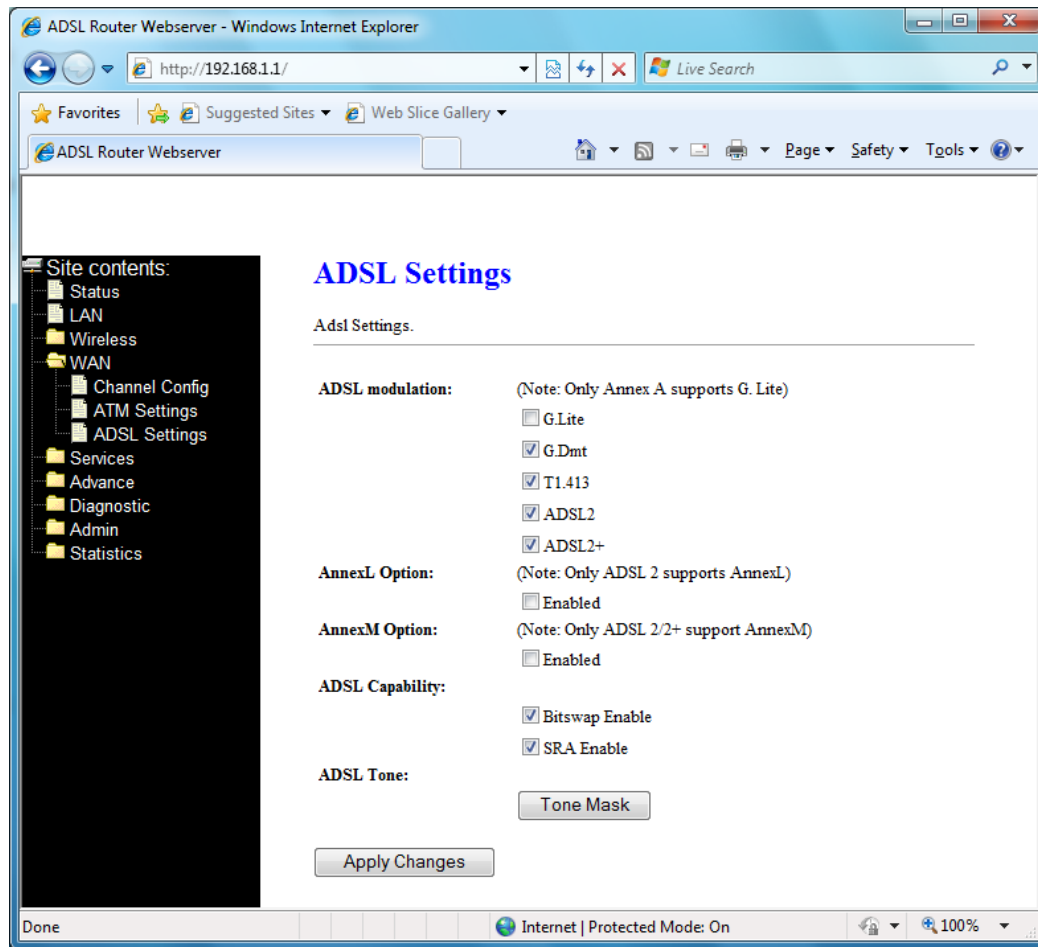 ADSL Router Webserver - Windows Internet Explorer
http://192.168.1.1/
Live Search
Favorites
Suggested Sites
Web Slice Gallery
ADSL Router Webserver
Page
Safety
Tools
Site contents:
Status
LAN
Wireless
WAN
Channel Config
ATM Settings
ADSL Settings
Services
Advance
Diagnostic
Admin
Statistics
ADSL Settings
Adsl Settings.
ADSL modulation: (Note: Only Annex A supports G. Lite)
G.Lite
G.Dmt
T1.413
ADSL2
ADSL2+
AnnexL Option: (Note: Only ADSL 2 supports AnnexL)
Enabled
AnnexM Option: (Note: Only ADSL 2/2+ support AnnexM)
Enabled
ADSL Capability:
Bitswap Enable
SRA Enable
ADSL Tone:
Tone Mask
Apply Changes
Done
Internet | Protected Mode: On
100%